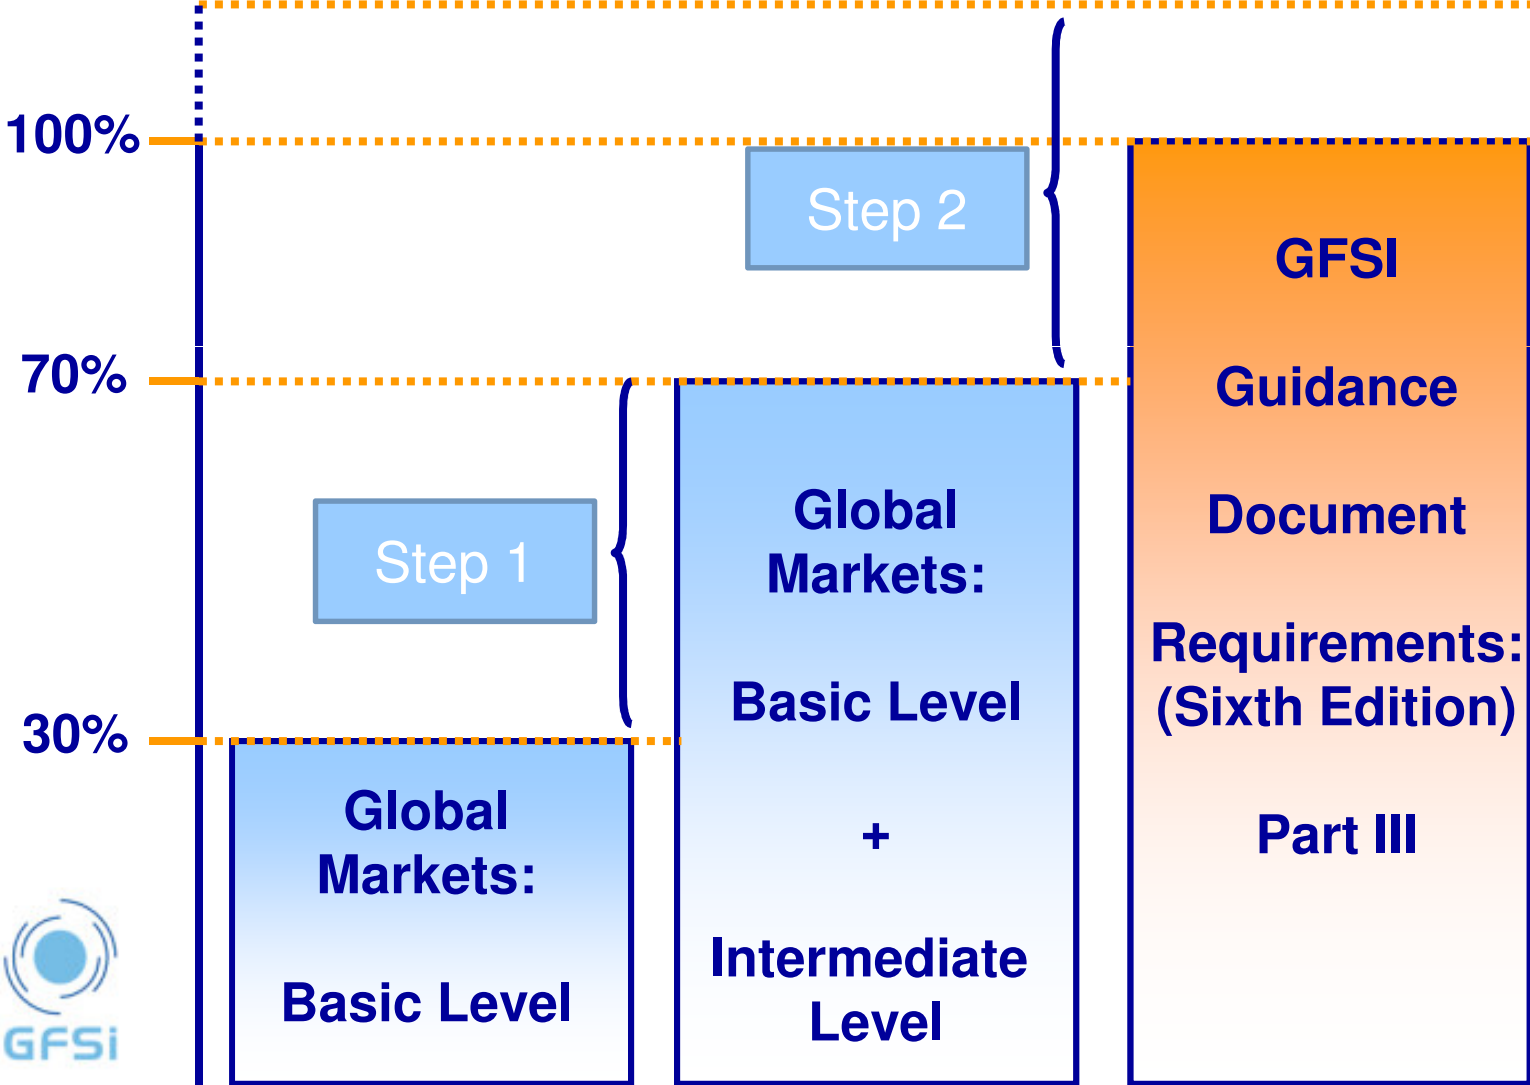 100%
Step 2
70%
Step 1
30%
Global
Markets:
Basic Level
Global
Markets:
Basic Level
+
Intermediate
Level
GFSI
Guidance
Document
Requirements:
(Sixth Edition)
Part III
GFSi